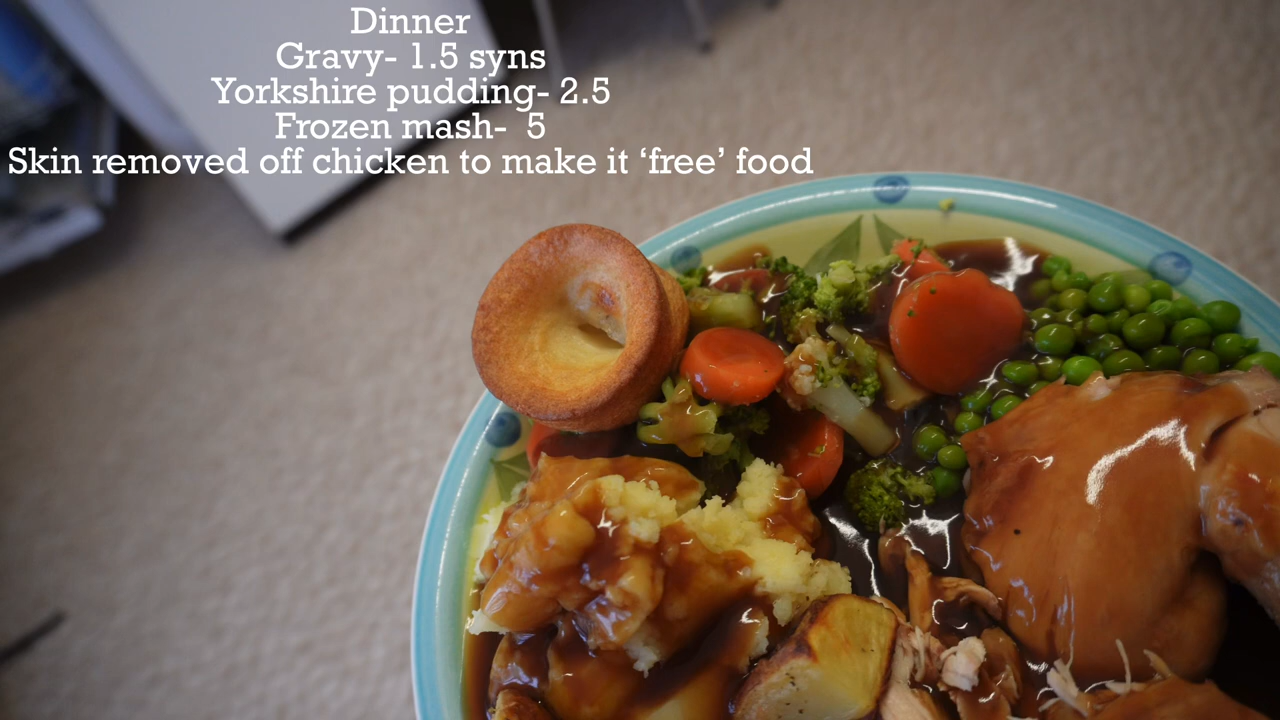 Dinner
Gravy- 1.5 syns
Yorkshire pudding- 2.5
Frozen mash-  5
Skin removed off chicken to make it ‘free’ food